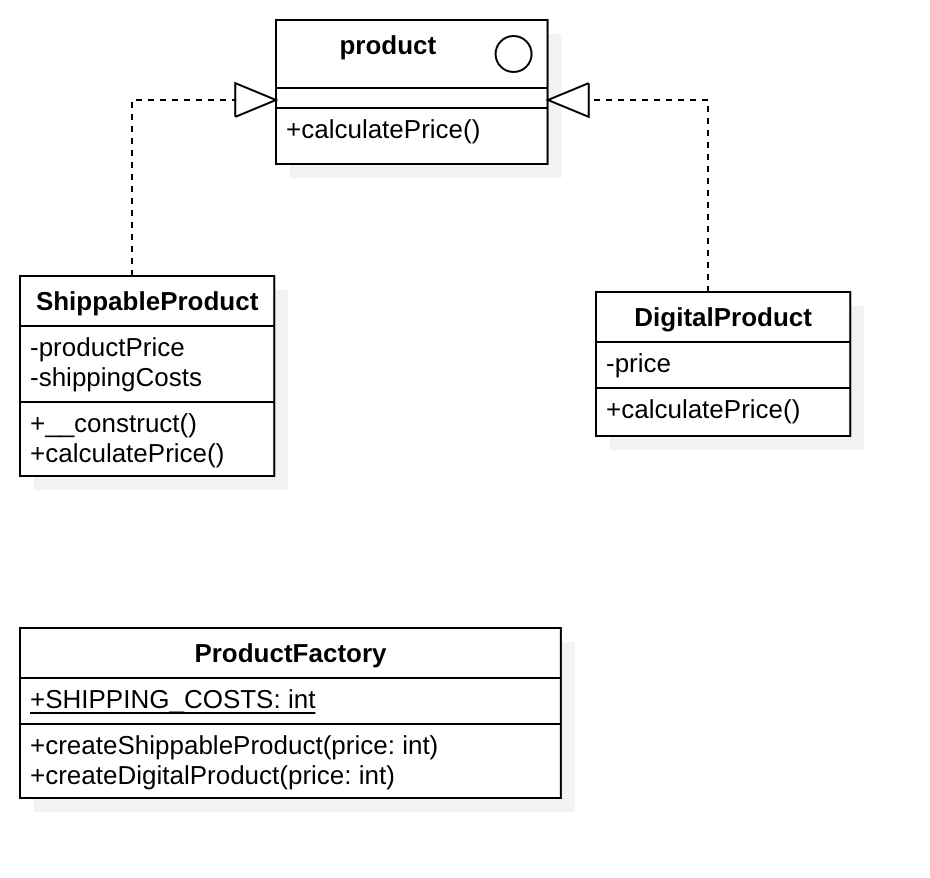 product
+calculatePrice()
ShippableProduct
-productPrice
-shippingCosts
+__construct()
+calculatePrice()
DigitalProduct
-price
+calculatePrice()
ProductFactory
+SHIPPING_COSTS: int
+createShippableProduct(price: int)
+createDigitalProduct(price: int)